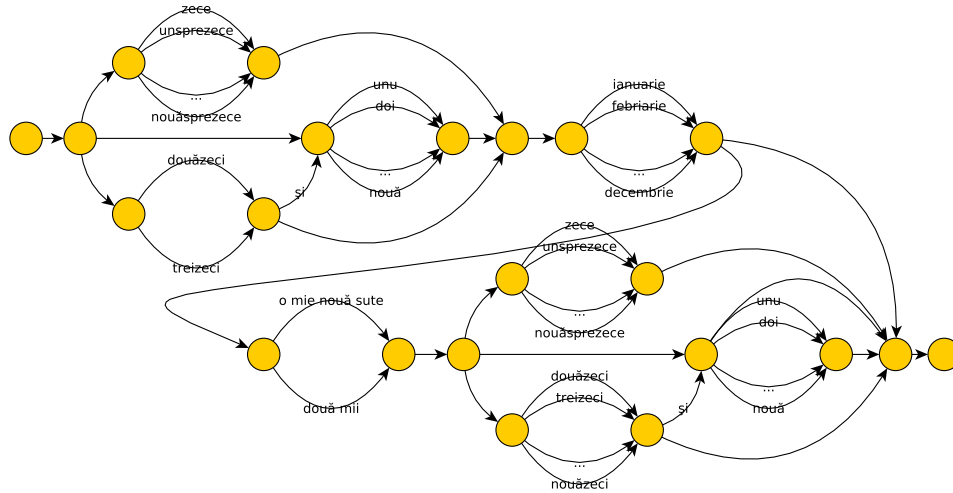 zece
unsprezece
...
nouăsprezece
unu
doi
...
nouă
ianuarie
febriarie
...
decembrie
douăzeci
și
treizeci
zece
unsprezece
...
nouăsprezece
o mie nouă sute
două mii
unu
doi
...
nouă
douăzeci
treizeci
și
...
nouăzeci